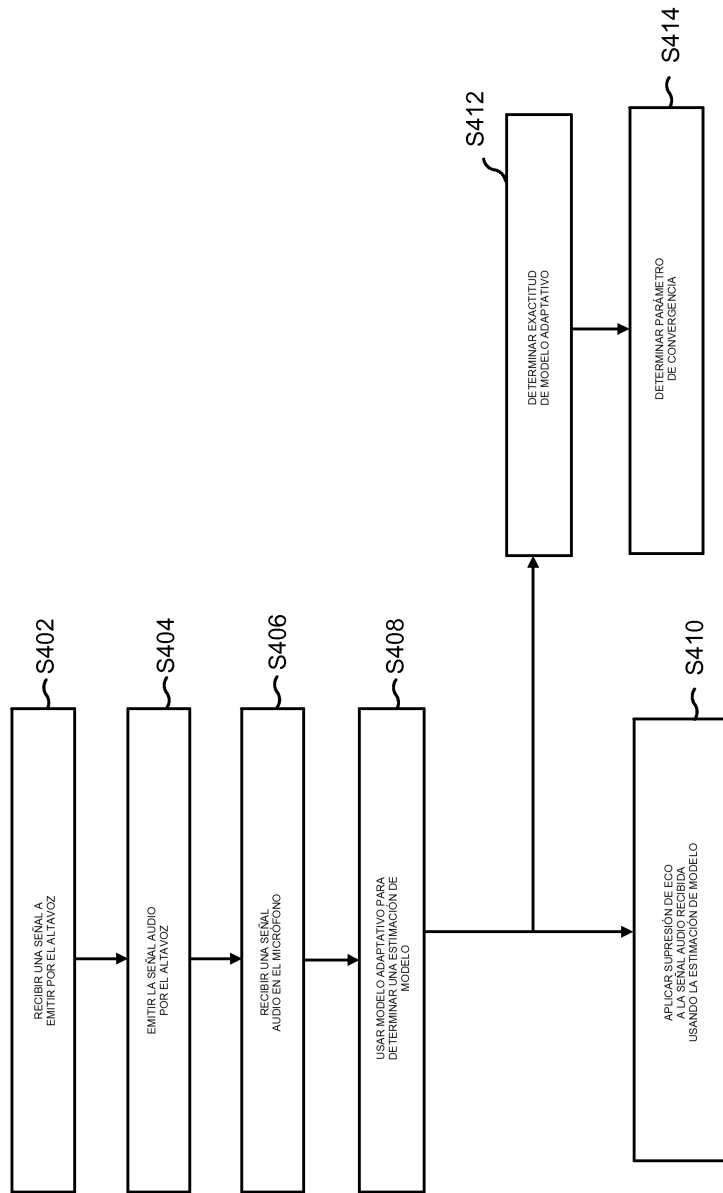 RECIBIR UNA SEÑAL A
EMITIR POR EL ALTAVOZ
S402
EMITIR LA SEÑAL AUDIO
POR EL ALTAVOZ
S404
RECIBIR UNA SEÑAL
AUDIO EN EL MICRÓFONO
S406
USAR MODELO ADAPTATIVO PARA
DETERMINAR UNA ESTIMACIÓN DE
MODELO
S408
APLICAR SUPRESIÓN DE ECO
A LA SEÑAL AUDIO RECIBIDA
USANDO LA ESTIMACIÓN DE MODELO
S410
DETERMINAR EXACTITUD
DE MODELO ADAPTATIVO
S412
DETERMINAR PARÁMETRO
DE CONVERGENCIA
S414